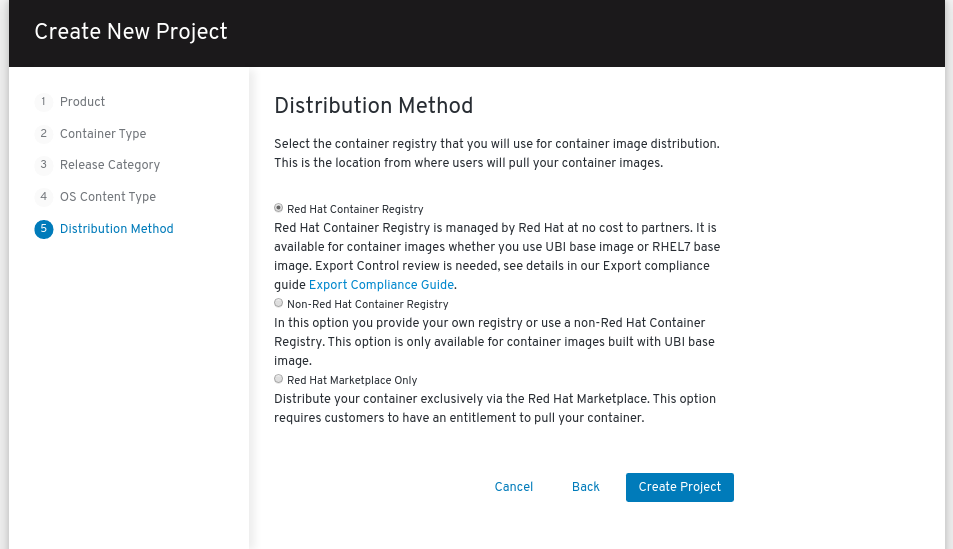 Create New Project
1 Product
2 Container Type
3 Release Category
4 OS Content Type
5 Distribution Method
Distribution Method
Select the container registry that you will use for container image distribution.
This is the location from where users will pull your container images.
Red Hat Container Registry
Red Hat Container Registry is managed by Red Hat at no cost to partners. It is
available for container images whether you use UBI base image or RHEL7 base
image. Export Control review is needed, see details in our Export compliance
guide Export Compliance Guide.
Non-Red Hat Container Registry
In this option you provide your own registry or use a non-Red Hat Container
Registry. This option is only available for container images built with UBI base
image.
Red Hat Marketplace Only
Distribute your container exclusively via the Red Hat Marketplace. This option
requires customers to have an entitlement to pull your container.
Cancel Back Create Project